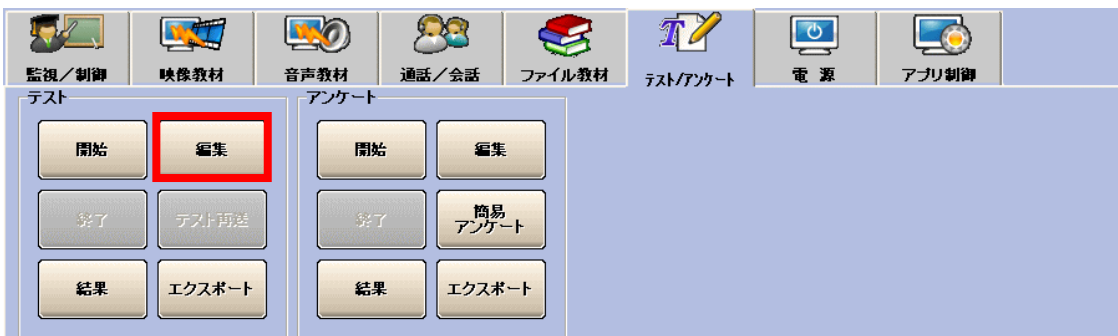 監視／制御 映像教材 音声教材 通話／会話 ファイル教材 テスト/アンケート 電 源 アプリ制御
テスト
開始 編集
終了 テスト再送
結果 エクスポート
アンケート
開始 編集
終了 簡易
アンケート
結果 エクスポート